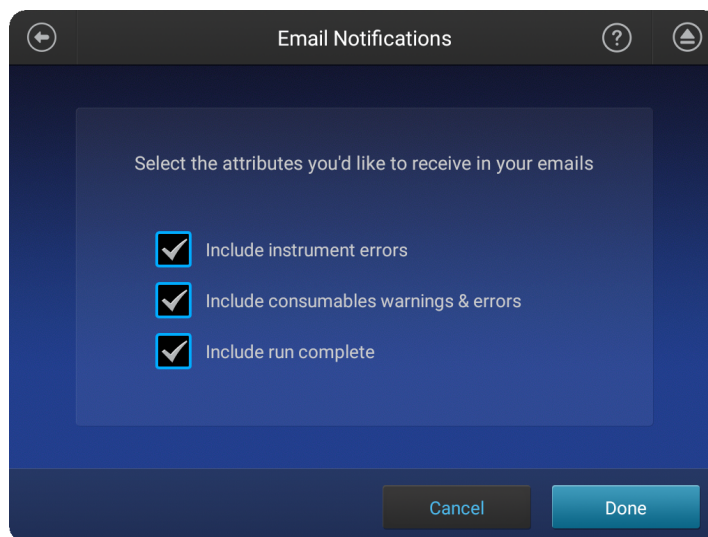 Email Notifications
?
Select the attributes you'd like to receive in your emails
Include instrument errors
Include consumables warnings & errors
Include run complete
Cancel
Done